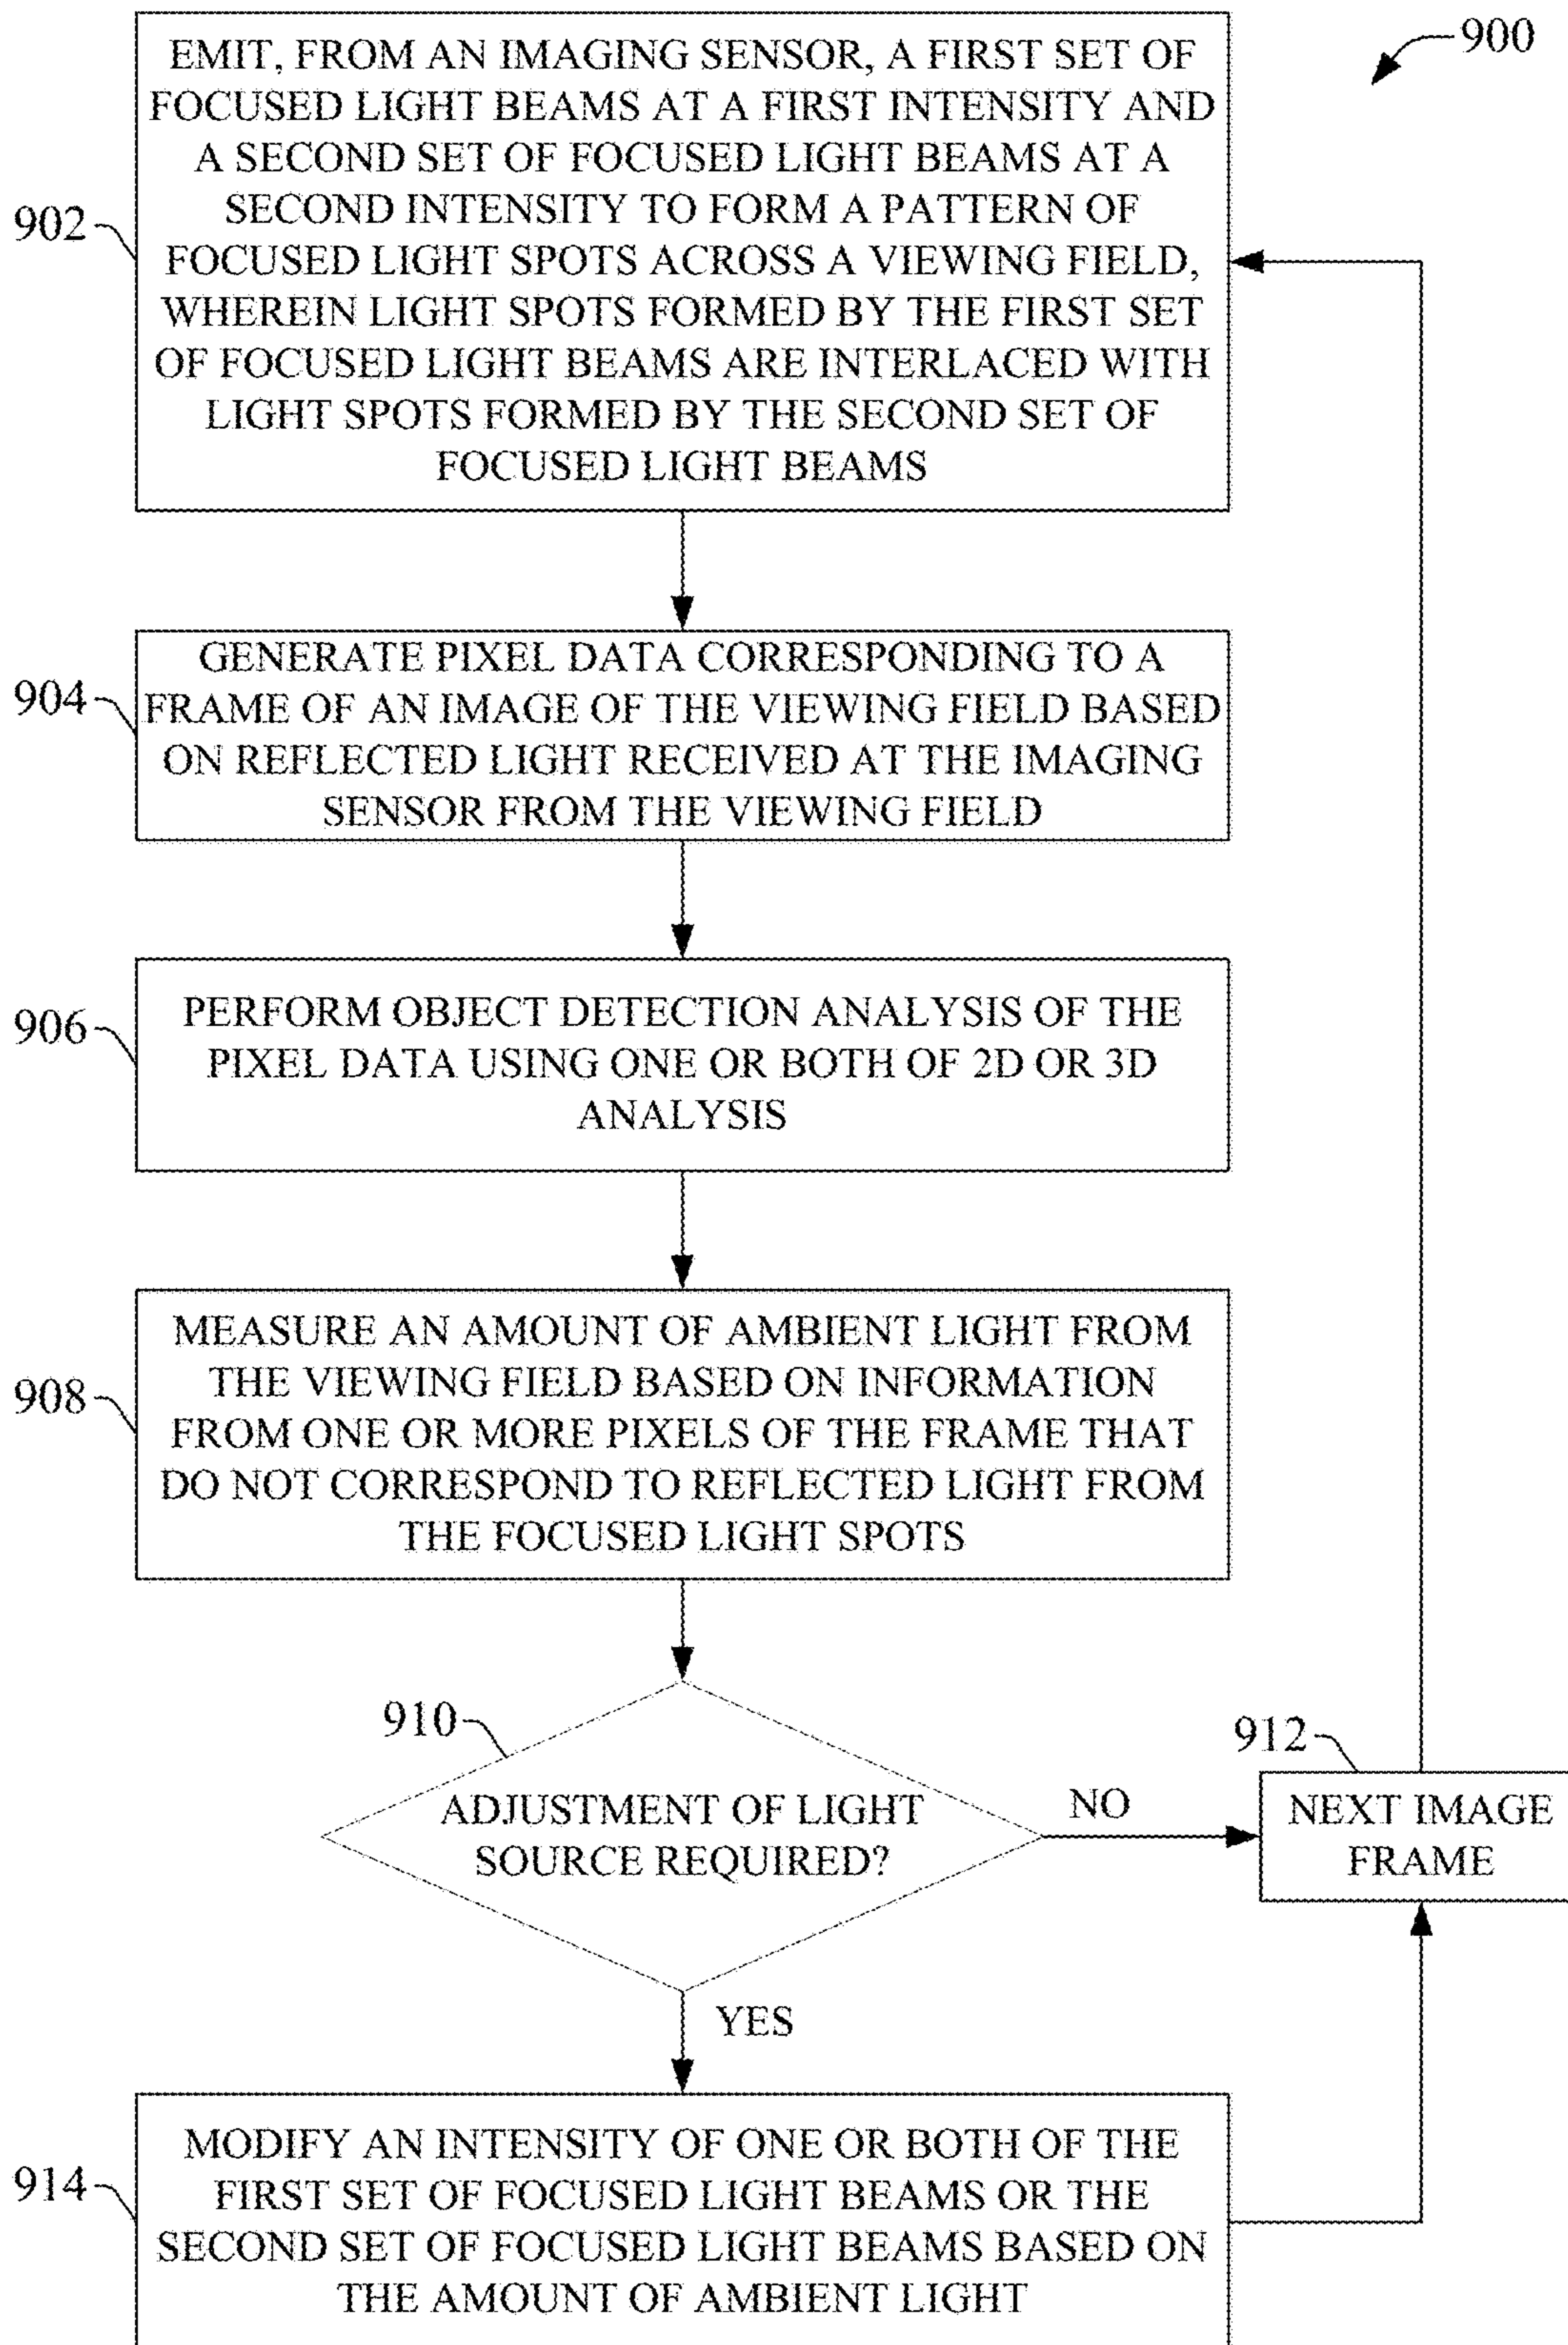 900
EMIT, FROM AN IMAGING SENSOR, A FIRST SET OF
FOCUSED LIGHT BEAMS AT A FIRST INTENSITY AND
A SECOND SET OF FOCUSED LIGHT BEAMS AT A
SECOND INTENSITY TO FORM A PATTERN OF
FOCUSED LIGHT SPOTS ACROSS A VIEWING FIELD,
WHEREIN LIGHT SPOTS FORMED BY THE FIRST SET
OF FOCUSED LIGHT BEAMS ARE INTERLACED WITH
LIGHT SPOTS FORMED BY THE SECOND SET OF
FOCUSED LIGHT BEAMS
902
GENERATE PIXEL DATA CORRESPONDING TO A
FRAME OF AN IMAGE OF THE VIEWING FIELD BASED
ON REFLECTED LIGHT RECEIVED AT THE IMAGING
SENSOR FROM THE VIEWING FIELD
904
PERFORM OBJECT DETECTION ANALYSIS OF THE
PIXEL DATA USING ONE OR BOTH OF 2D OR 3D
ANALYSIS
906
MEASURE AN AMOUNT OF AMBIENT LIGHT FROM
THE VIEWING FIELD BASED ON INFORMATION
FROM ONE OR MORE PIXELS OF THE FRAME THAT
DO NOT CORRESPOND TO REFLECTED LIGHT FROM
THE FOCUSED LIGHT SPOTS
908
910
ADJUSTMENT OF LIGHT
SOURCE REQUIRED?
NO
912
NEXT IMAGE
FRAME
YES
MODIFY AN INTENSITY OF ONE OR BOTH OF THE
FIRST SET OF FOCUSED LIGHT BEAMS OR THE
SECOND SET OF FOCUSED LIGHT BEAMS BASED ON
THE AMOUNT OF AMBIENT LIGHT
914